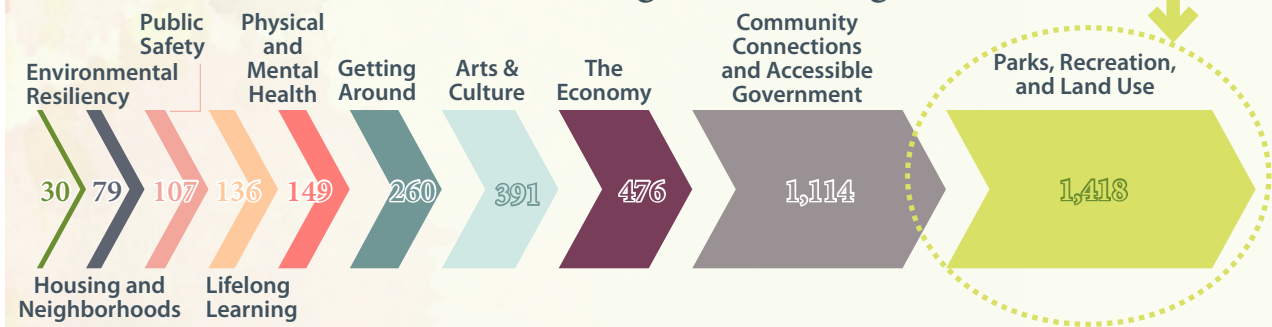 Public
Safety
Physical
and
Mental
Health
Environmental
Resiliency
Getting
Around
Arts &
Culture
The
Economy
Community
Connections
and Accessible
Government
Parks, Recreation,
and Land Use
30
79
107
136
149
260
391
476
1,114
1,418
Housing and
Neighborhoods
Lifelong
Learning